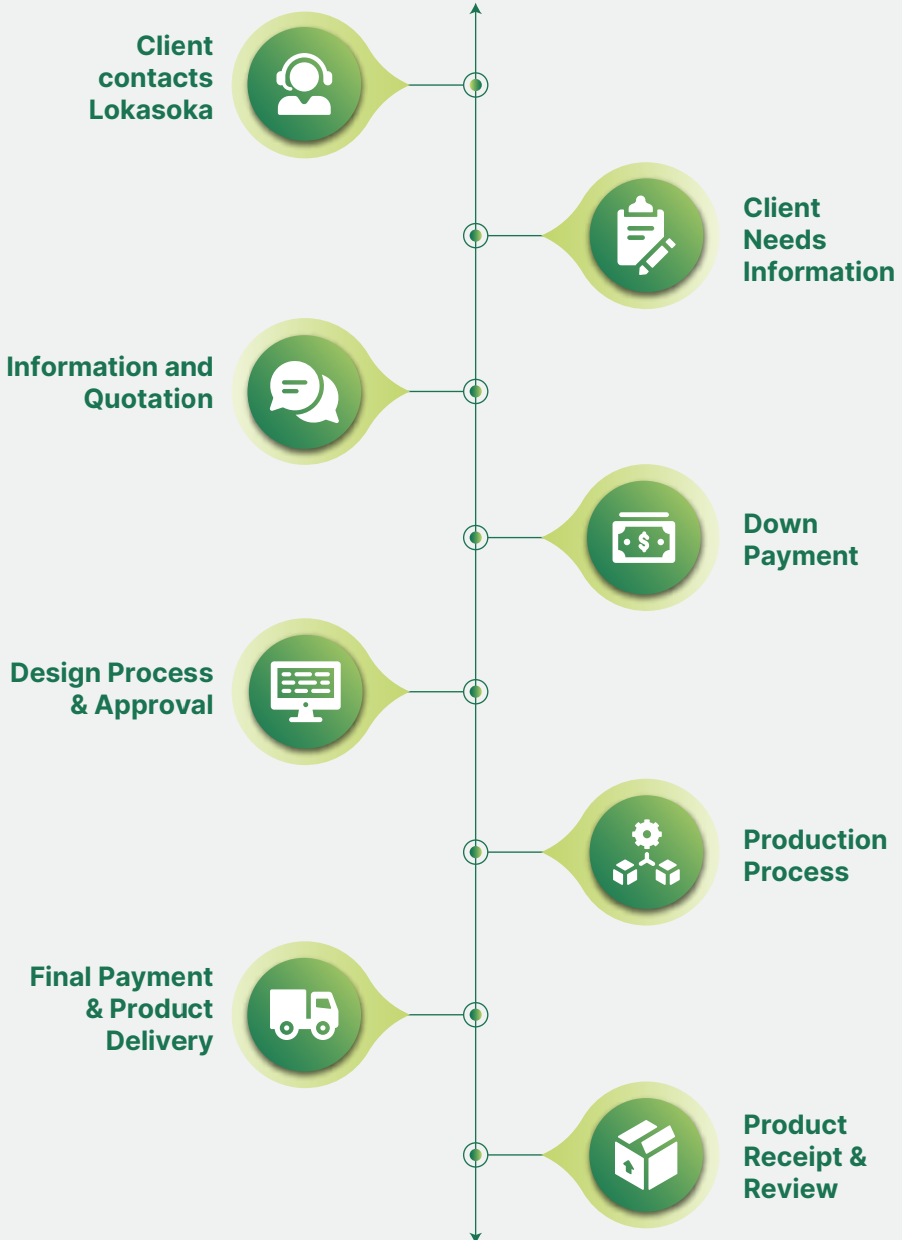 Client
contacts
Lokasoka
Client
Needs
Information
Information and
Quotation
Down
Payment
Design Process
& Approval
Production
Process
Final Payment
& Product
Delivery
Product
Receipt &
Review